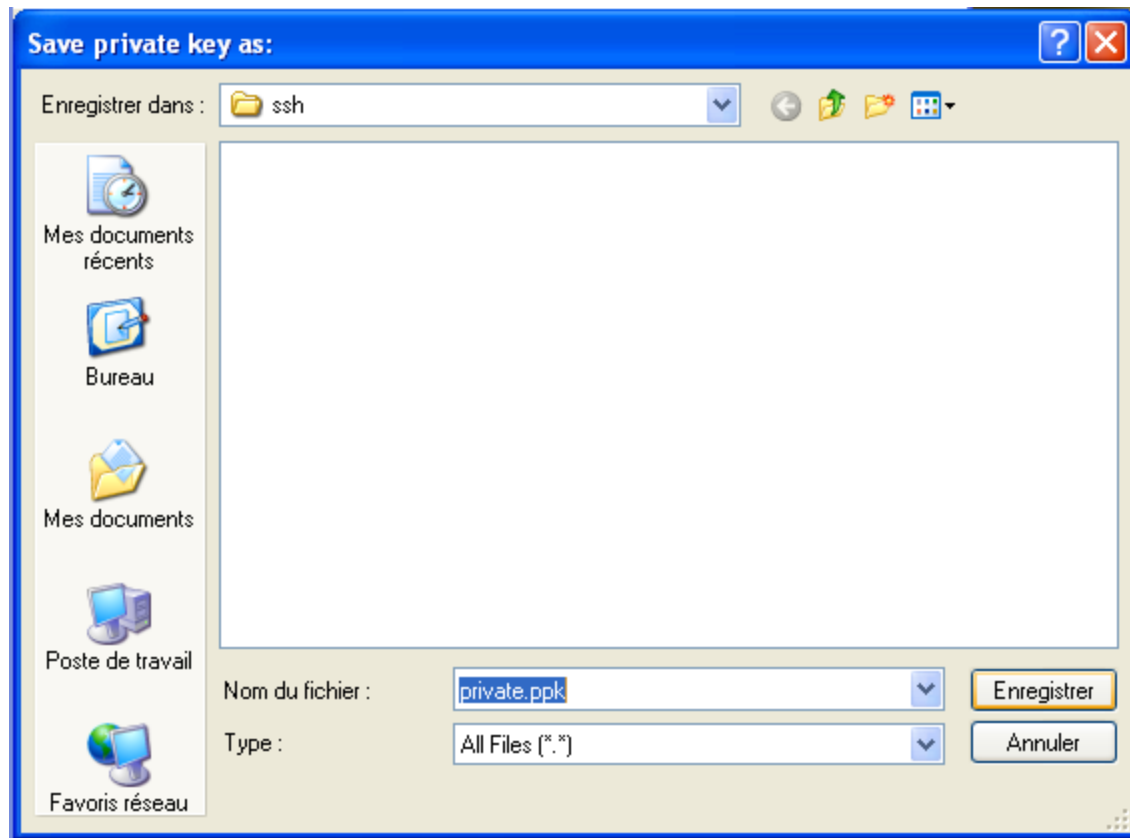 Save private key as:
Enregistrer dans :
ssh
Mes documents
récents
Bureau
Mes documents
Poste de travail
Favoris réseau
Nom du fichier :
private.ppk
Enregistrer
Type :
All Files (*.*)
Annuler